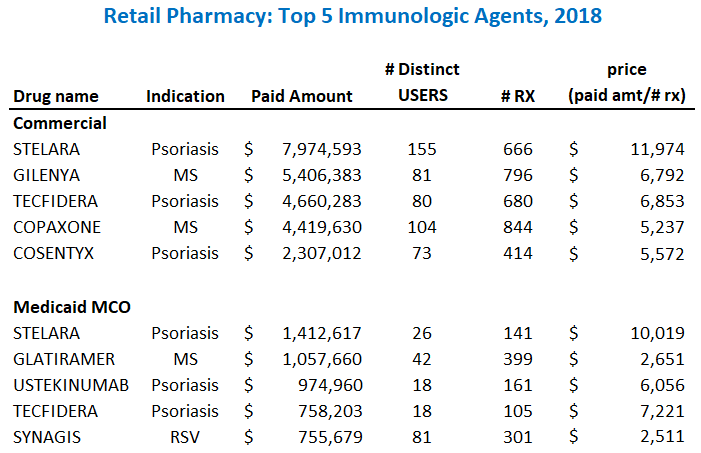 Retail Pharmacy: Top 5 Immunologic Agents, 2018
# Distinct price
Drug name Indication Paid Amount USERS # RX (paid amt/# rx)
Commercial
STELARA Psoriasis $ 7,974,593 155 666 $ 11,974
GILENYA MS $ 5,406,383 81 796 $ 6,792
TECFIDERA Psoriasis $ 4,660,283 80 680 $ 6,853
COPAXONE MS $ 4,419,630 104 844 $ 5,237
COSENTYX Psoriasis $ 2,307,012 73 414 $ 5,572
Medicaid MCO
STELARA Psoriasis $ 1,412,617 26 141 $ 10,019
GLATIRAMER MS $ 1,057,660 42 399 $ 2,651
USTEKINUMAB Psoriasis $ 974,960 18 161 $ 6,056
TECFIDERA Psoriasis $ 758,203 18 105 $ 7,221
SYNAGIS RSV $ 755,679 81 301 $ 2,511